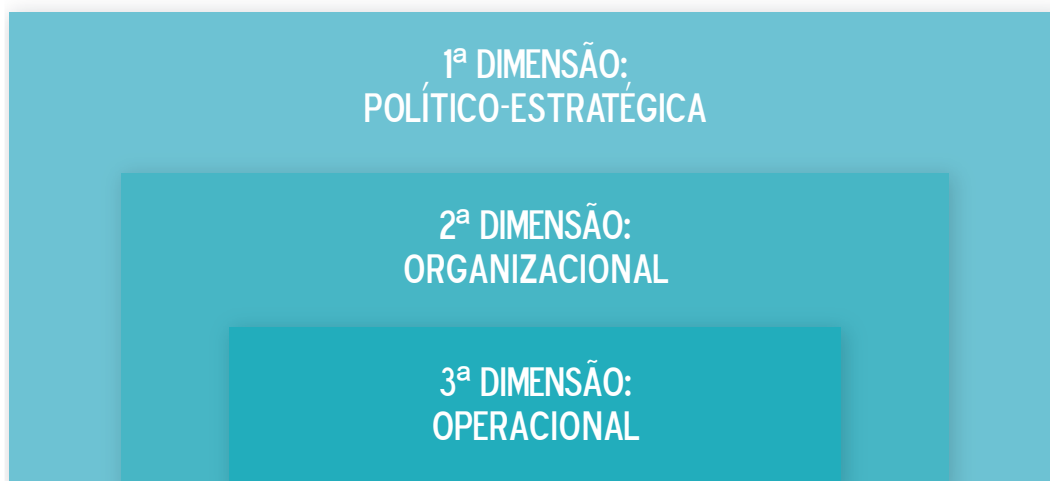 1ª DIMENSÃO:
POLÍTICO-ESTRATÉGICA
2ª DIMENSÃO:
ORGANIZACIONAL
3ª DIMENSÃO:
OPERACIONAL